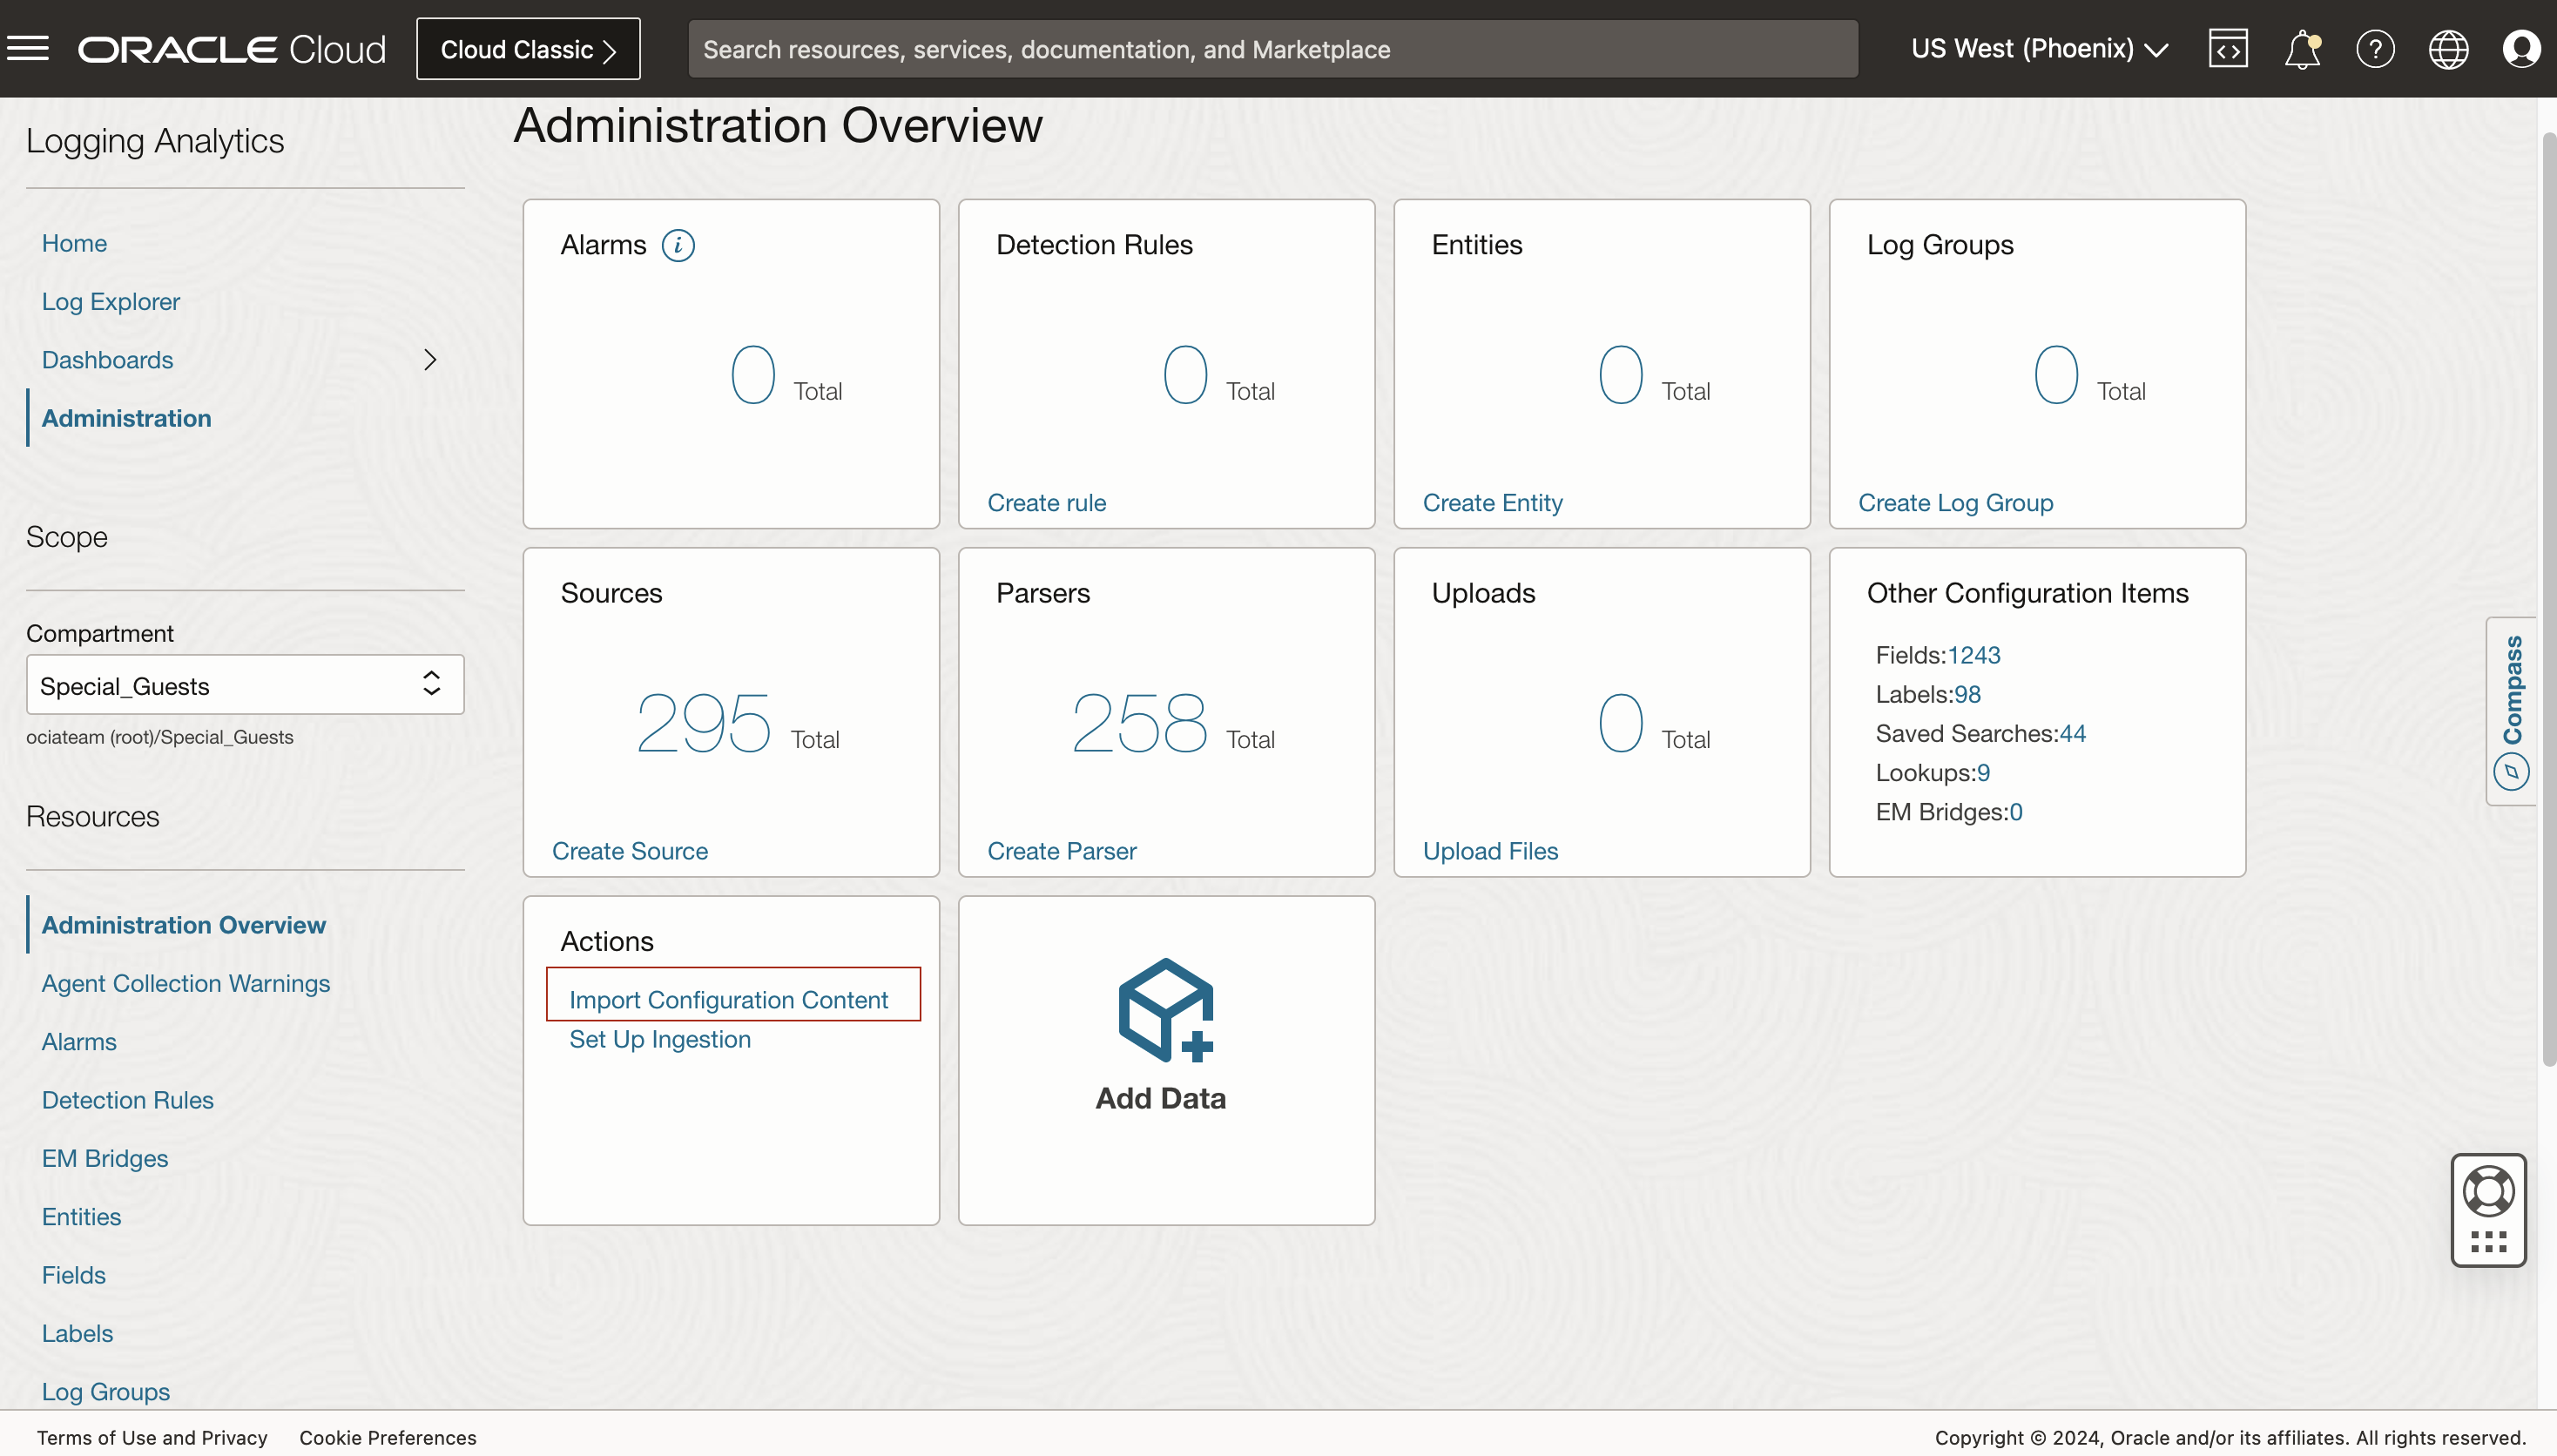 ORACLE Cloud
Cloud Classic
Search resources, services, documentation, and Marketplace
US West (Phoenix)
Logging Analytics
Home
Log Explorer
Dashboards
Administration
Scope
Compartment
Special_Guests
ociateam (root)/Special_Guests
Resources
Administration Overview
Agent Collection Warnings
Alarms
Detection Rules
EM Bridges
Entities
Fields
Labels
Log Groups
Administration Overview
Alarms
0 Total
Detection Rules
0 Total
Create rule
Entities
0 Total
Create Entity
Log Groups
0 Total
Create Log Group
Sources
295 Total
Create Source
Parsers
258 Total
Create Parser
Uploads
0 Total
Upload Files
Other Configuration Items
Fields:1243
Labels:98
Saved Searches:44
Lookups:9
EM Bridges:0
Actions
Import Configuration Content
Set Up Ingestion
Add Data
Compass
Terms of Use and Privacy
Cookie Preferences
Copyright © 2024, Oracle and/or its affiliates. All rights reserved.